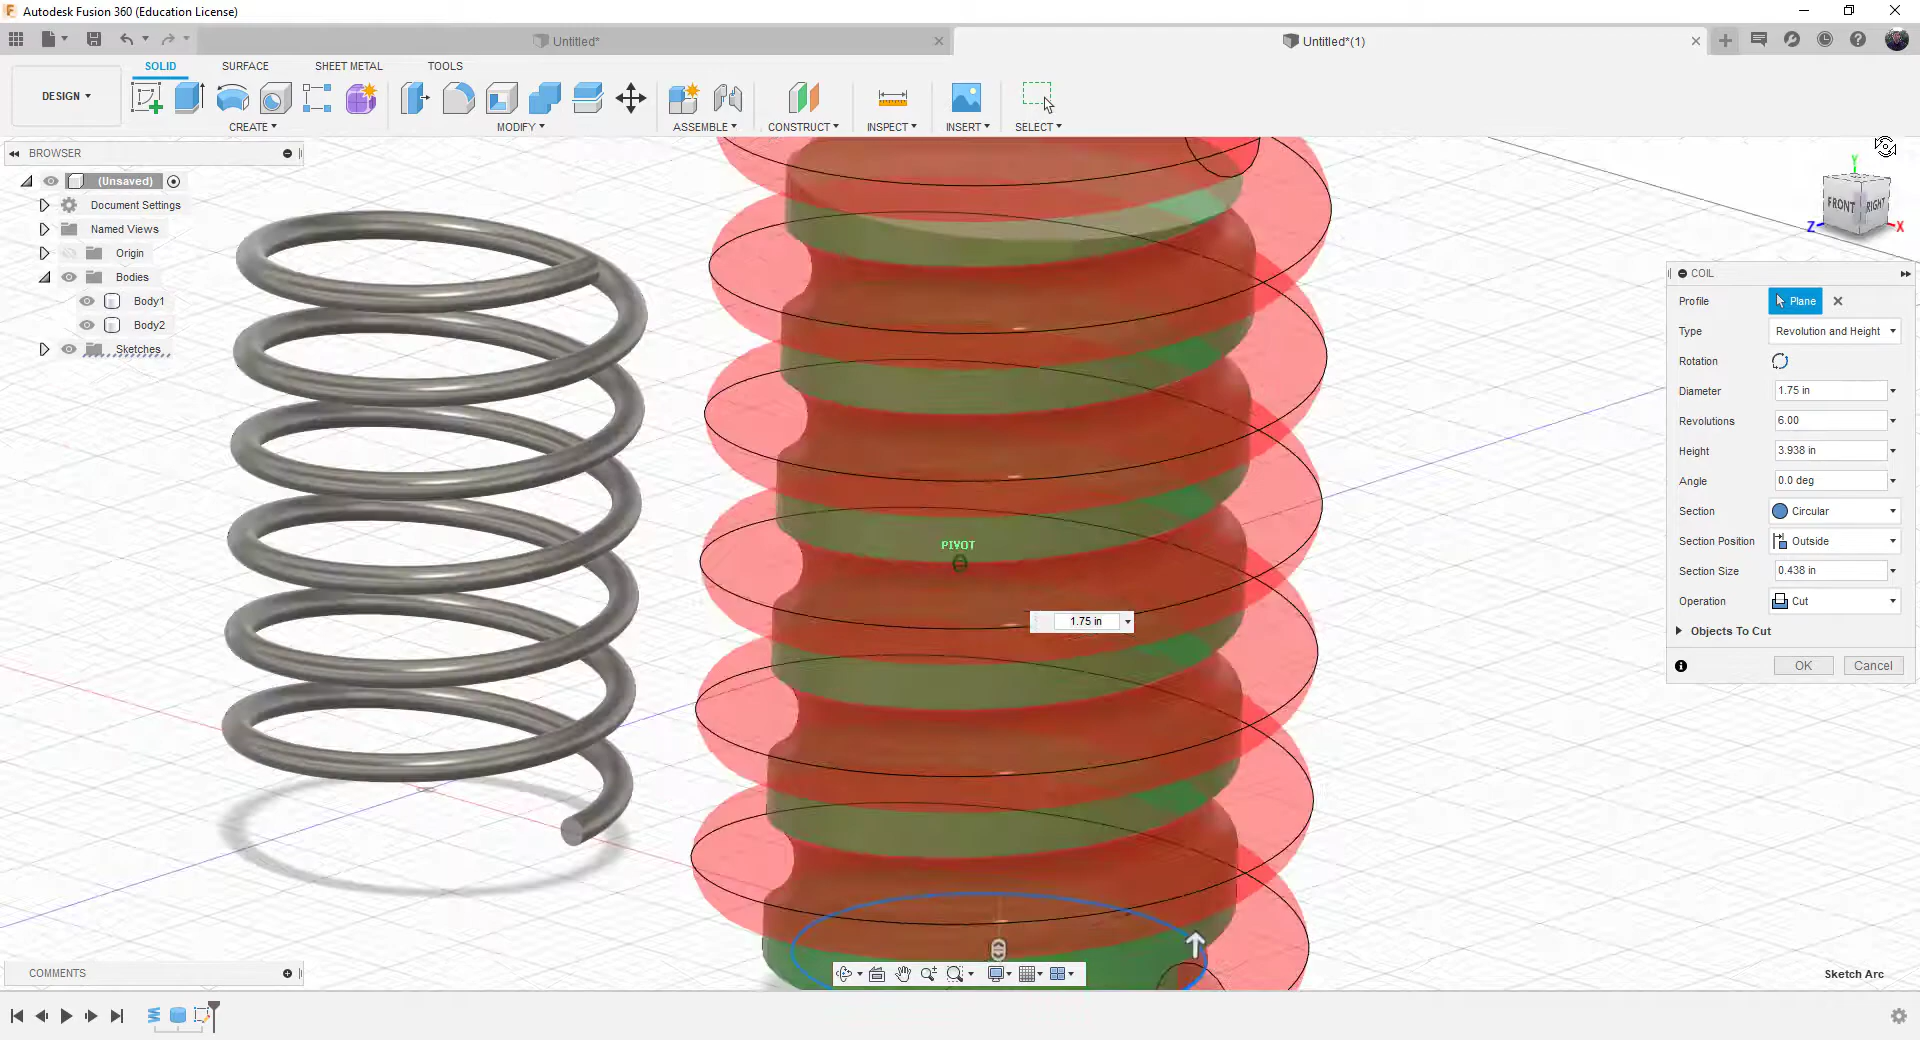 Autodesk Fusion 360 (Education License)
Untitled*
Untitled*(1)
SOLID
SURFACE
SHEET METAL
TOOLS
DESIGN
CREATE
MODIFY
ASSEMBLE
CONSTRUCT
INSPECT
INSERT
SELECT
BROWSER
(Unsaved)
Document Settings
Named Views
Origin
Bodies
Body1
Body2
Sketches
Y
FRONT
RIGHT
Z
X
COIL
Profile Plane
Type Revolution and Height
Rotation
Diameter 1.75 in
Revolutions 6.00
Height 3.938 in
Angle 0.0 deg
Section Circular
Section Position Outside
Section Size 0.438 in
Operation Cut
Objects To Cut
OK Cancel
PIVOT
1.75 in
COMMENTS
Sketch Arc